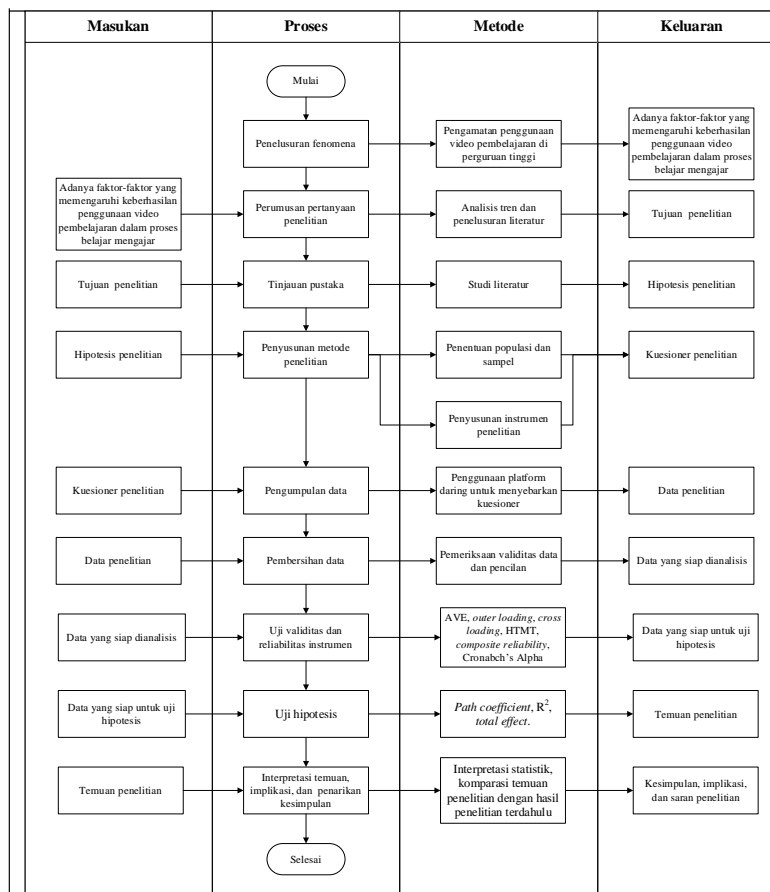 Masukan
Proses
Metode
Keluaran
Mulai
Penelusuran fenomena
Pengamatan penggunaan
video pembelajaran di
perguruan tinggi
Adanya faktor-faktor yang
memengaruhi keberhasilan
penggunaan video
pembelajaran dalam proses
belajar mengajar
Adanya faktor-faktor yang
memengaruhi keberhasilan
penggunaan video
pembelajaran dalam proses
belajar mengajar
Perumusan pertanyaan
penelitian
Analisis tren dan
penelusuran literatur
Tujuan penelitian
Tujuan penelitian
Tinjauan pustaka
Studi literatur
Hipotesis penelitian
Hipotesis penelitian
Penyusunan metode
penelitian
Penentuan populasi dan
sampel
Kuesioner penelitian
Penyusunan instrumen
penelitian
Kuesioner penelitian
Pengumpulan data
Penggunaan platform
daring untuk menyebarkan
kuesioner
Data penelitian
Data penelitian
Pembersihan data
Pemeriksaan validitas data
dan pencilan
Data yang siap dianalisis
Data yang siap dianalisis
Uji validitas dan
reliabilitas instrumen
AVE, outer loading, cross
loading, HTMT,
composite reliability,
Cronabch’s Alpha
Data yang siap untuk uji
hipotesis
Data yang siap untuk uji
hipotesis
Uji hipotesis
Path coefficient, R²,
total effect.
Temuan penelitian
Temuan penelitian
Interpretasi temuan,
implikasi, dan penarikan
kesimpulan
Interpretasi statistik,
komparasi temuan
penelitian dengan hasil
penelitian terdahulu
Kesimpulan, implikasi,
dan saran penelitian
Selesai